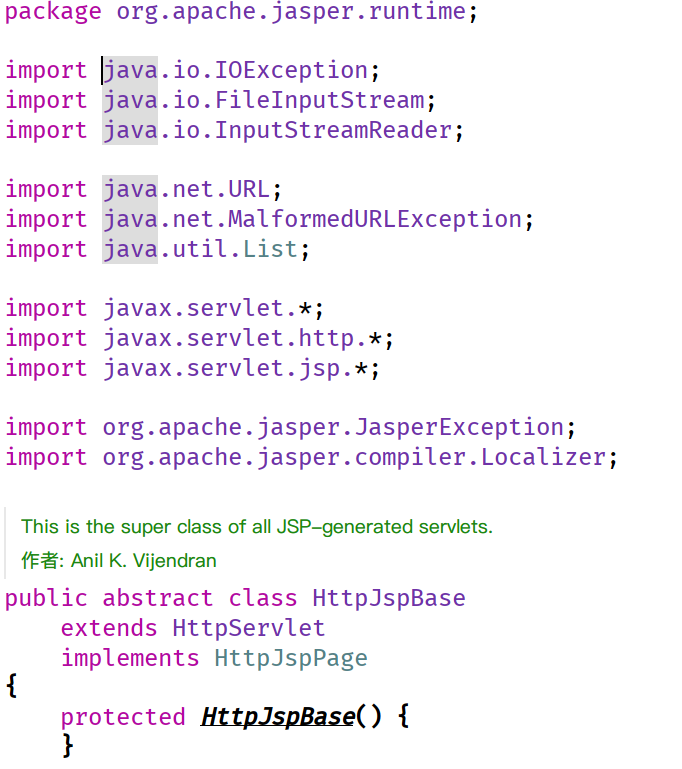 package org.apache.jasper.runtime;
import java.io.IOException;
import java.io.FileInputStream;
import java.io.InputStreamReader;
import java.net.URL;
import java.net.MalformedURLException;
import java.util.List;
import javax.servlet.*;
import javax.servlet.http.*;
import javax.servlet.jsp.*;
import org.apache.jasper.JasperException;
import org.apache.jasper.compiler.Localizer;
This is the super class of all JSP-generated servlets.
作者: Anil K. Vijendran
public abstract class HttpJspBase
    extends HttpServlet
    implements HttpJspPage
{
    protected HttpJspBase() {
    }